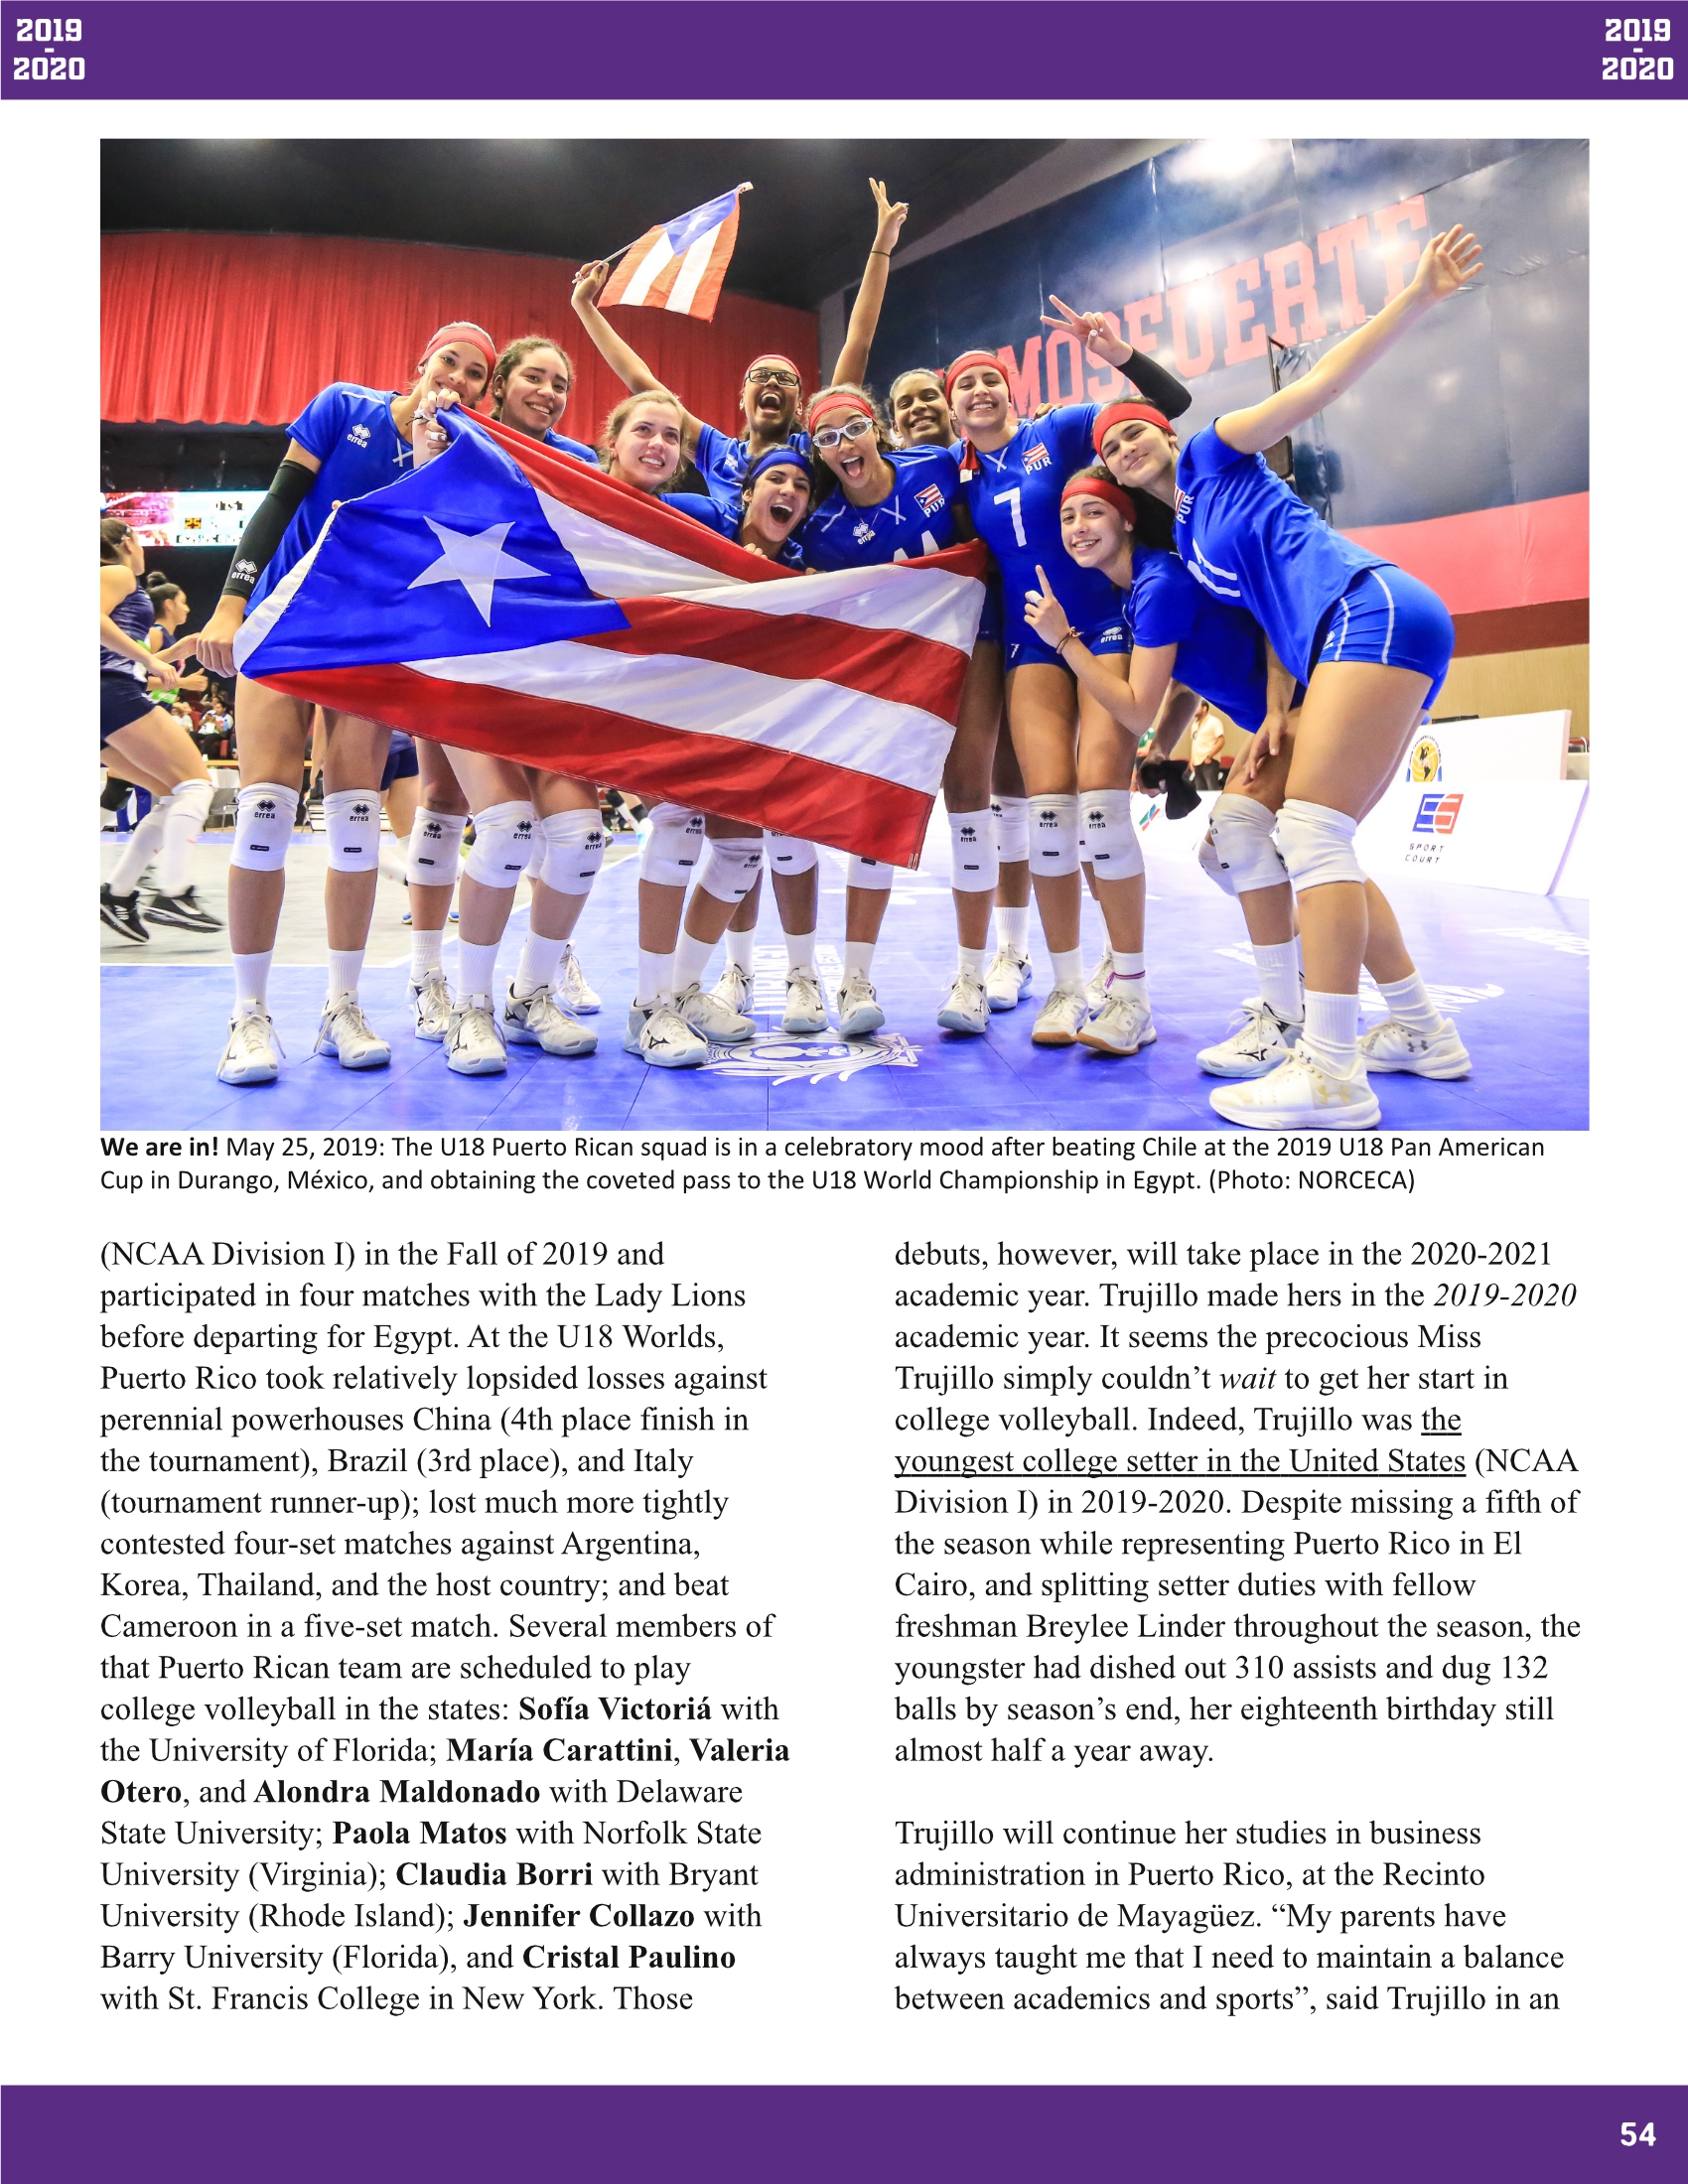 2019
-
2020
2019
-
2020
MOSFUERTE
errea
PUR
PUR
PUR
7
errea
11
errea
7
errea
errea
errea
errea
errea
errea
errea
errea
errea
errea
SPORT
COURT
We are in! May 25, 2019: The U18 Puerto Rican squad is in a celebratory mood after beating Chile at the 2019 U18 Pan American
Cup in Durango, México, and obtaining the coveted pass to the U18 World Championship in Egypt. (Photo: NORCECA)
(NCAA Division I) in the Fall of 2019 and
participated in four matches with the Lady Lions
before departing for Egypt. At the U18 Worlds,
Puerto Rico took relatively lopsided losses against
perennial powerhouses China (4th place finish in
the tournament), Brazil (3rd place), and Italy
(tournament runner-up); lost much more tightly
contested four-set matches against Argentina,
Korea, Thailand, and the host country; and beat
Cameroon in a five-set match. Several members of
that Puerto Rican team are scheduled to play
college volleyball in the states: Sofía Victoriá with
the University of Florida; María Carattini, Valeria
Otero, and Alondra Maldonado with Delaware
State University; Paola Matos with Norfolk State
University (Virginia); Claudia Borri with Bryant
University (Rhode Island); Jennifer Collazo with
Barry University (Florida), and Cristal Paulino
with St. Francis College in New York. Those
debuts, however, will take place in the 2020-2021
academic year. Trujillo made hers in the 2019-2020
academic year. It seems the precocious Miss
Trujillo simply couldn’t wait to get her start in
college volleyball. Indeed, Trujillo was the
youngest college setter in the United States (NCAA
Division I) in 2019-2020. Despite missing a fifth of
the season while representing Puerto Rico in El
Cairo, and splitting setter duties with fellow
freshman Breylee Linder throughout the season, the
youngster had dished out 310 assists and dug 132
balls by season’s end, her eighteenth birthday still
almost half a year away.
Trujillo will continue her studies in business
administration in Puerto Rico, at the Recinto
Universitario de Mayagüez. “My parents have
always taught me that I need to maintain a balance
between academics and sports”, said Trujillo in an
54